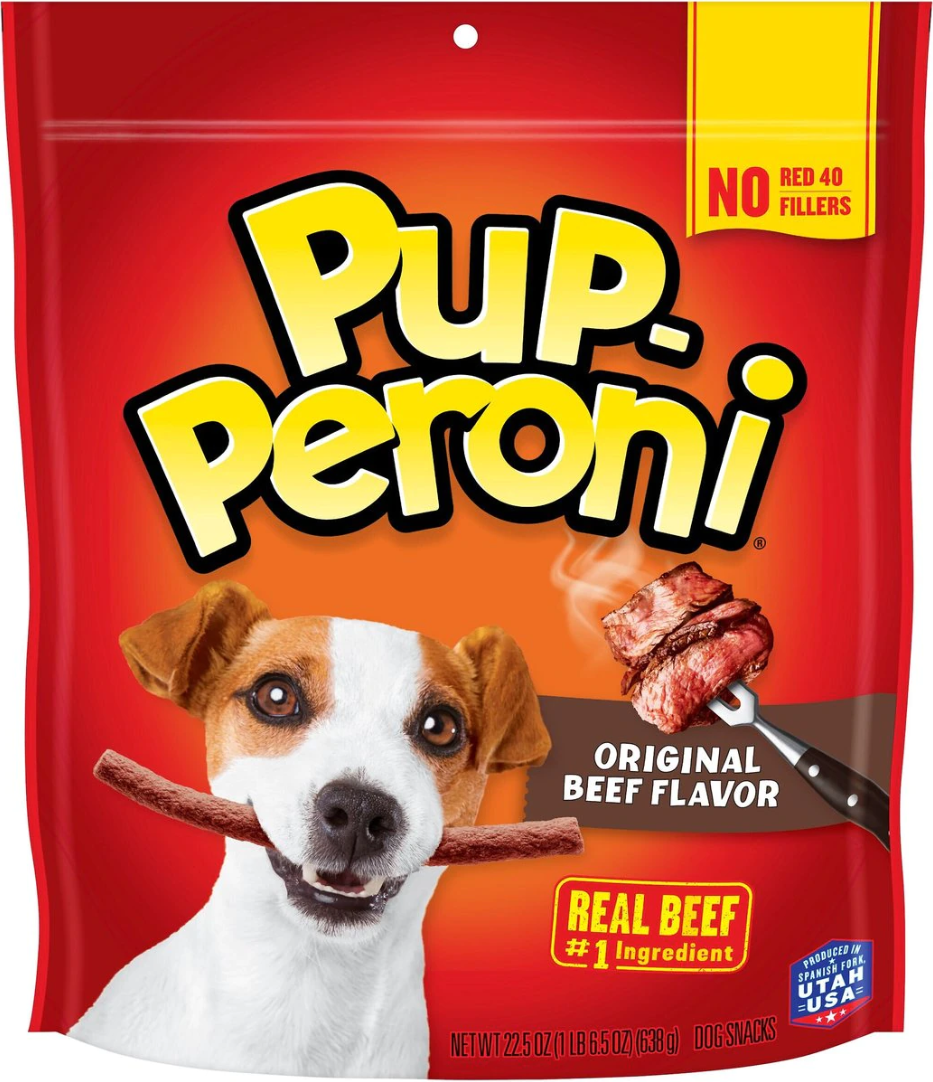 NO RED 40
FILLERS
Pup-
Peroni®
ORIGINAL
BEEF FLAVOR
REAL BEEF
#1 Ingredient
PRODUCED IN
SPANISH FORK,
UTAH
USA
NET WT 22.5 OZ (1 LB 6.5 OZ) (638 g) DOG SNACKS